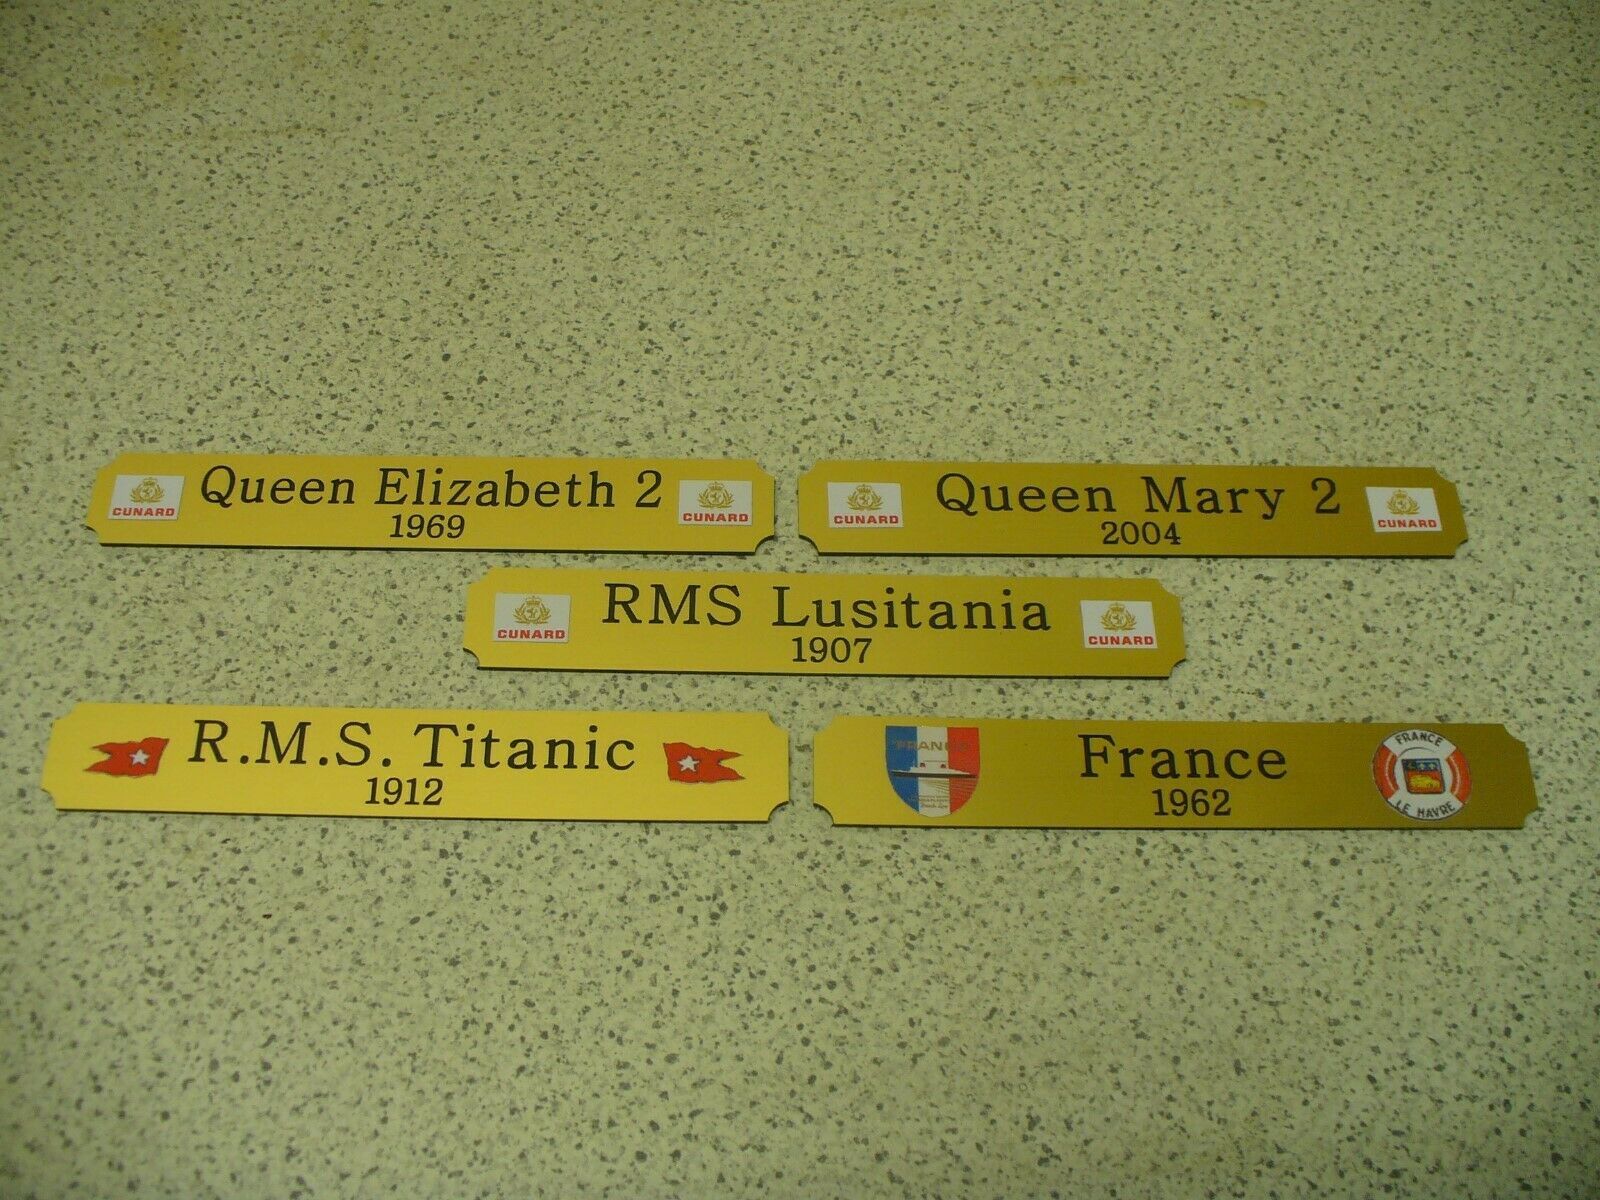 CUNARD
Queen Elizabeth 2
1969
CUNARD
CUNARD
Queen Mary 2
2004
CUNARD
CUNARD
RMS Lusitania
1907
CUNARD
R.M.S. Titanic
1912
FRANCE
France
1962
FRANCE
LE HAVRE